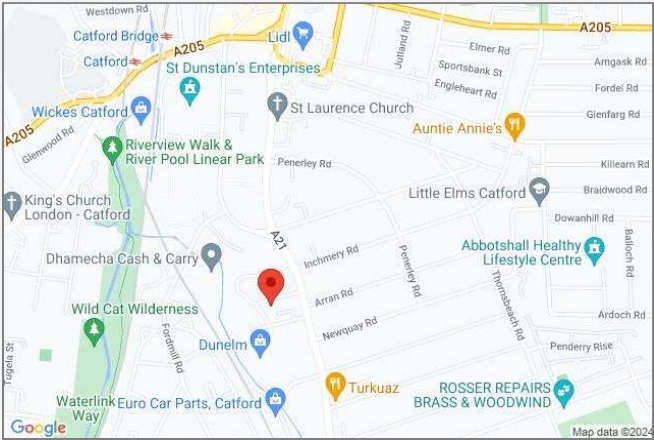 Westdown Rd
Catford Bridge
A205
Lidl
A205
Catford
St Dunstan's Enterprises
Jutland Rd
Elmer Rd
Sportsbank St
Engleheart Rd
Arngask Rd
Fordel Rd
Glenfarg Rd
Wickes Catford
St Laurence Church
Auntie Annie's
A205
Glenwood Rd
Riverview Walk &
River Pool Linear Park
Penerley Rd
Killearn Rd
King's Church
London - Catford
Little Elms Catford
Braidwood Rd
Dowanhill Rd
A21
Dhamecha Cash & Carry
Inchmery Rd
Penerley Rd
Abbotshall Healthy
Lifestyle Centre
Balloch Rd
Thornsbeach Rd
Arran Rd
Wild Cat Wilderness
Fordmill Rd
Newquay Rd
Ardoch Rd
Dunelm
Penderry Rise
Tugela St
Turkuaz
ROSSER REPAIRS
BRASS & WOODWIND
Waterlink
Way
Euro Car Parts, Catford
Google
Map data ©2024